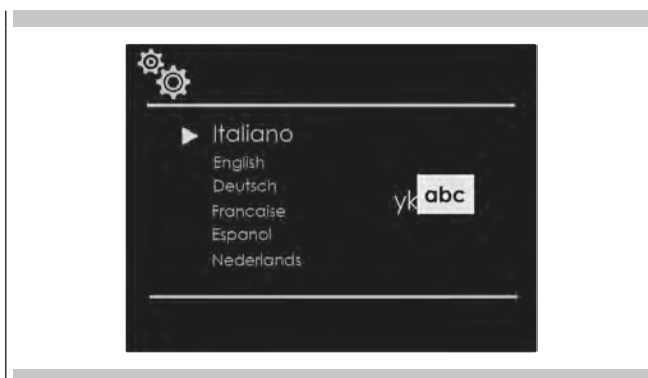 Italiano
English
Deutsch
Francaise
Espanol
Nederlands
yk abc